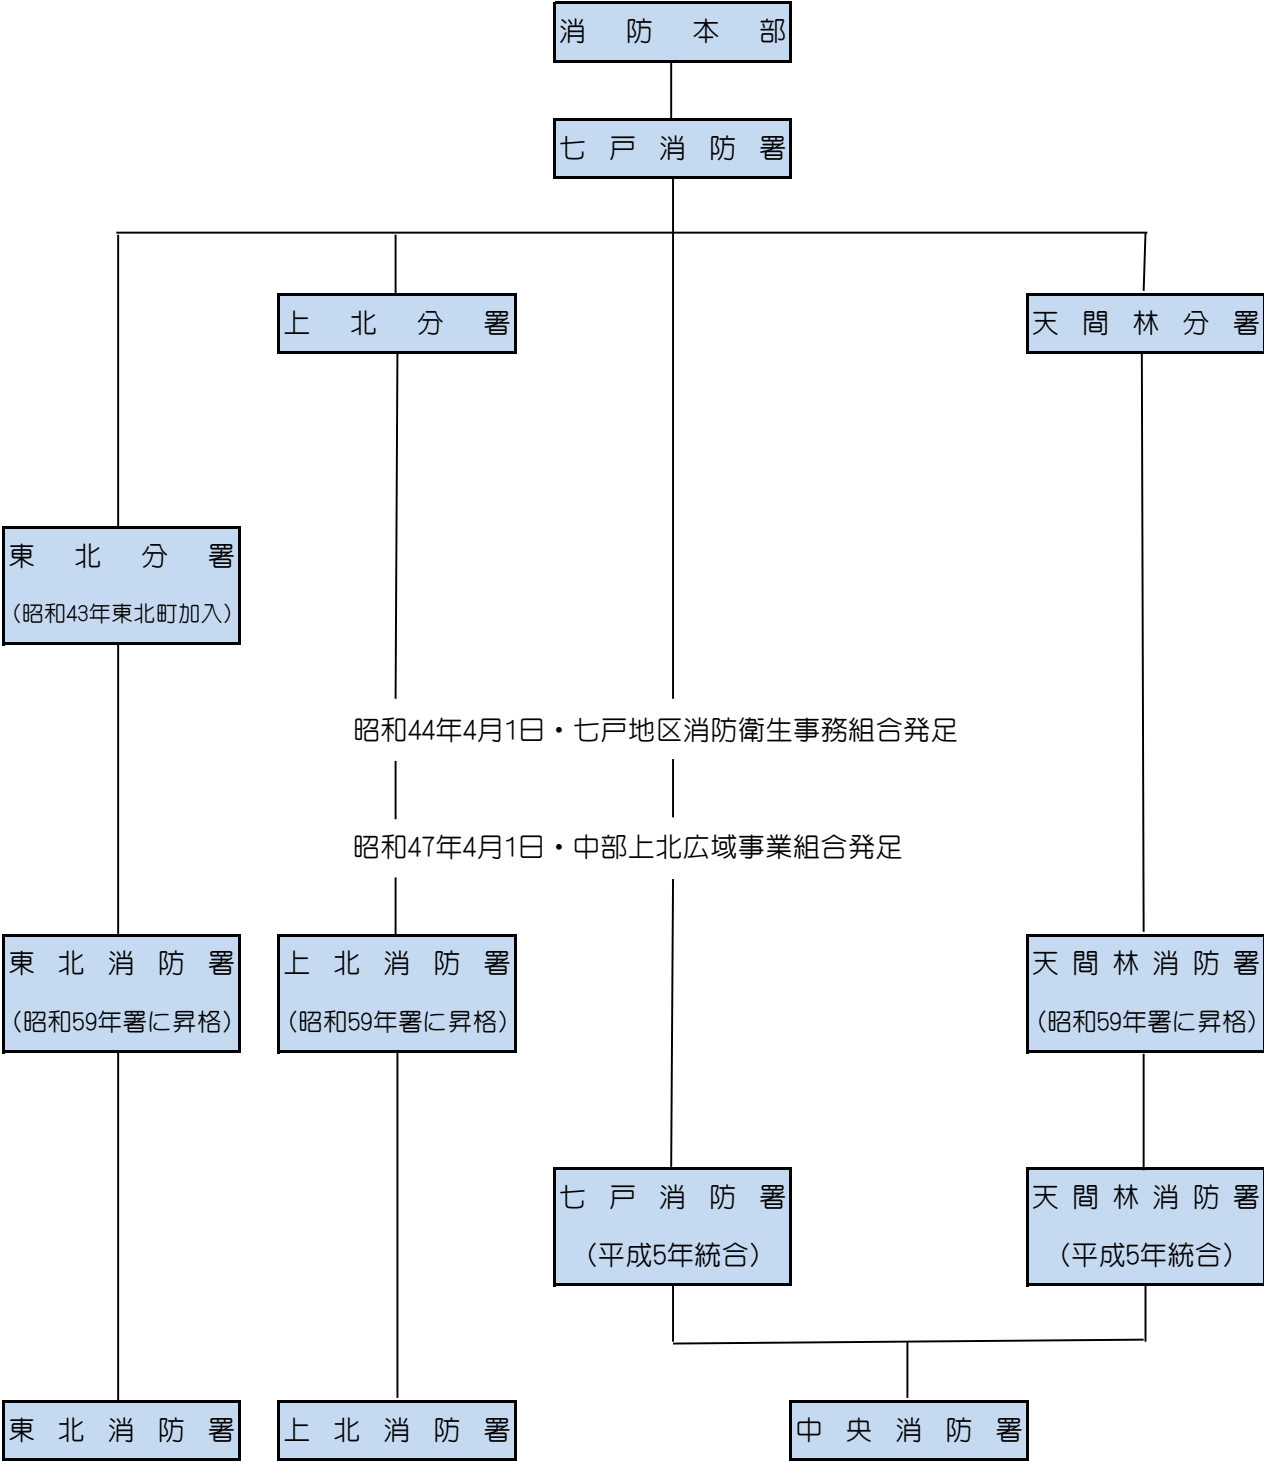 消防本部
七戸消防署
上北分署
天間林分署
東北分署
(昭和43年東北町加入)
昭和44年4月1日・七戸地区消防衛生事務組合発足
昭和47年4月1日・中部上北広域事業組合発足
東北消防署
(昭和59年署に昇格)
上北消防署
(昭和59年署に昇格)
天間林消防署
(昭和59年署に昇格)
七戸消防署
(平成5年統合)
天間林消防署
(平成5年統合)
東北消防署
上北消防署
中央消防署